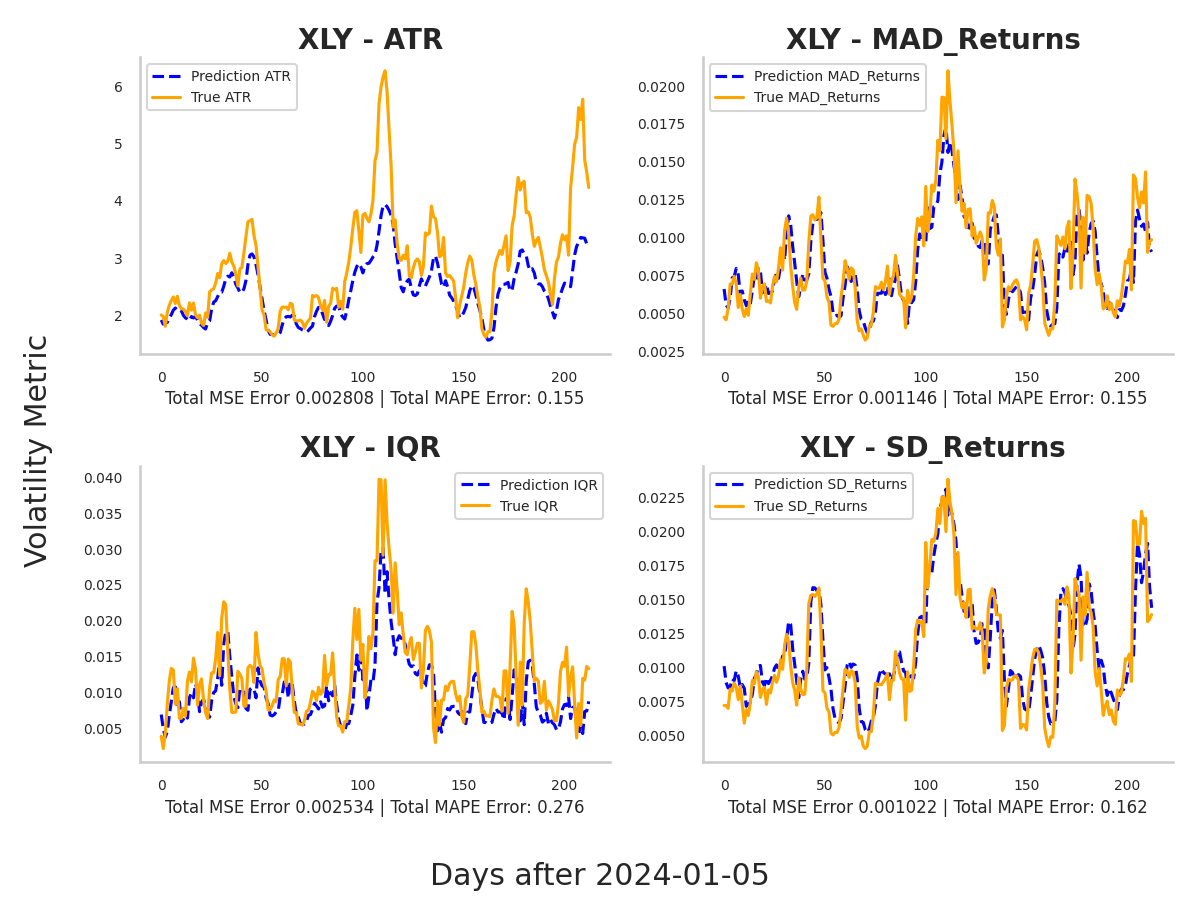 XLY - ATR
Prediction ATR
True ATR
6
5
4
3
2
0 50 100 150 200
Total MSE Error 0.002808 | Total MAPE Error: 0.155
XLY - MAD_Returns
Prediction MAD_Returns
True MAD_Returns
0.0200
0.0175
0.0150
0.0125
0.0100
0.0075
0.0050
0.0025
0 50 100 150 200
Total MSE Error 0.001146 | Total MAPE Error: 0.155
Volatility Metric
XLY - IQR
Prediction IQR
True IQR
0.040
0.035
0.030
0.025
0.020
0.015
0.010
0.005
0 50 100 150 200
Total MSE Error 0.002534 | Total MAPE Error: 0.276
XLY - SD_Returns
Prediction SD_Returns
True SD_Returns
0.0225
0.0200
0.0175
0.0150
0.0125
0.0100
0.0075
0.0050
0 50 100 150 200
Total MSE Error 0.001022 | Total MAPE Error: 0.162
Days after 2024-01-05